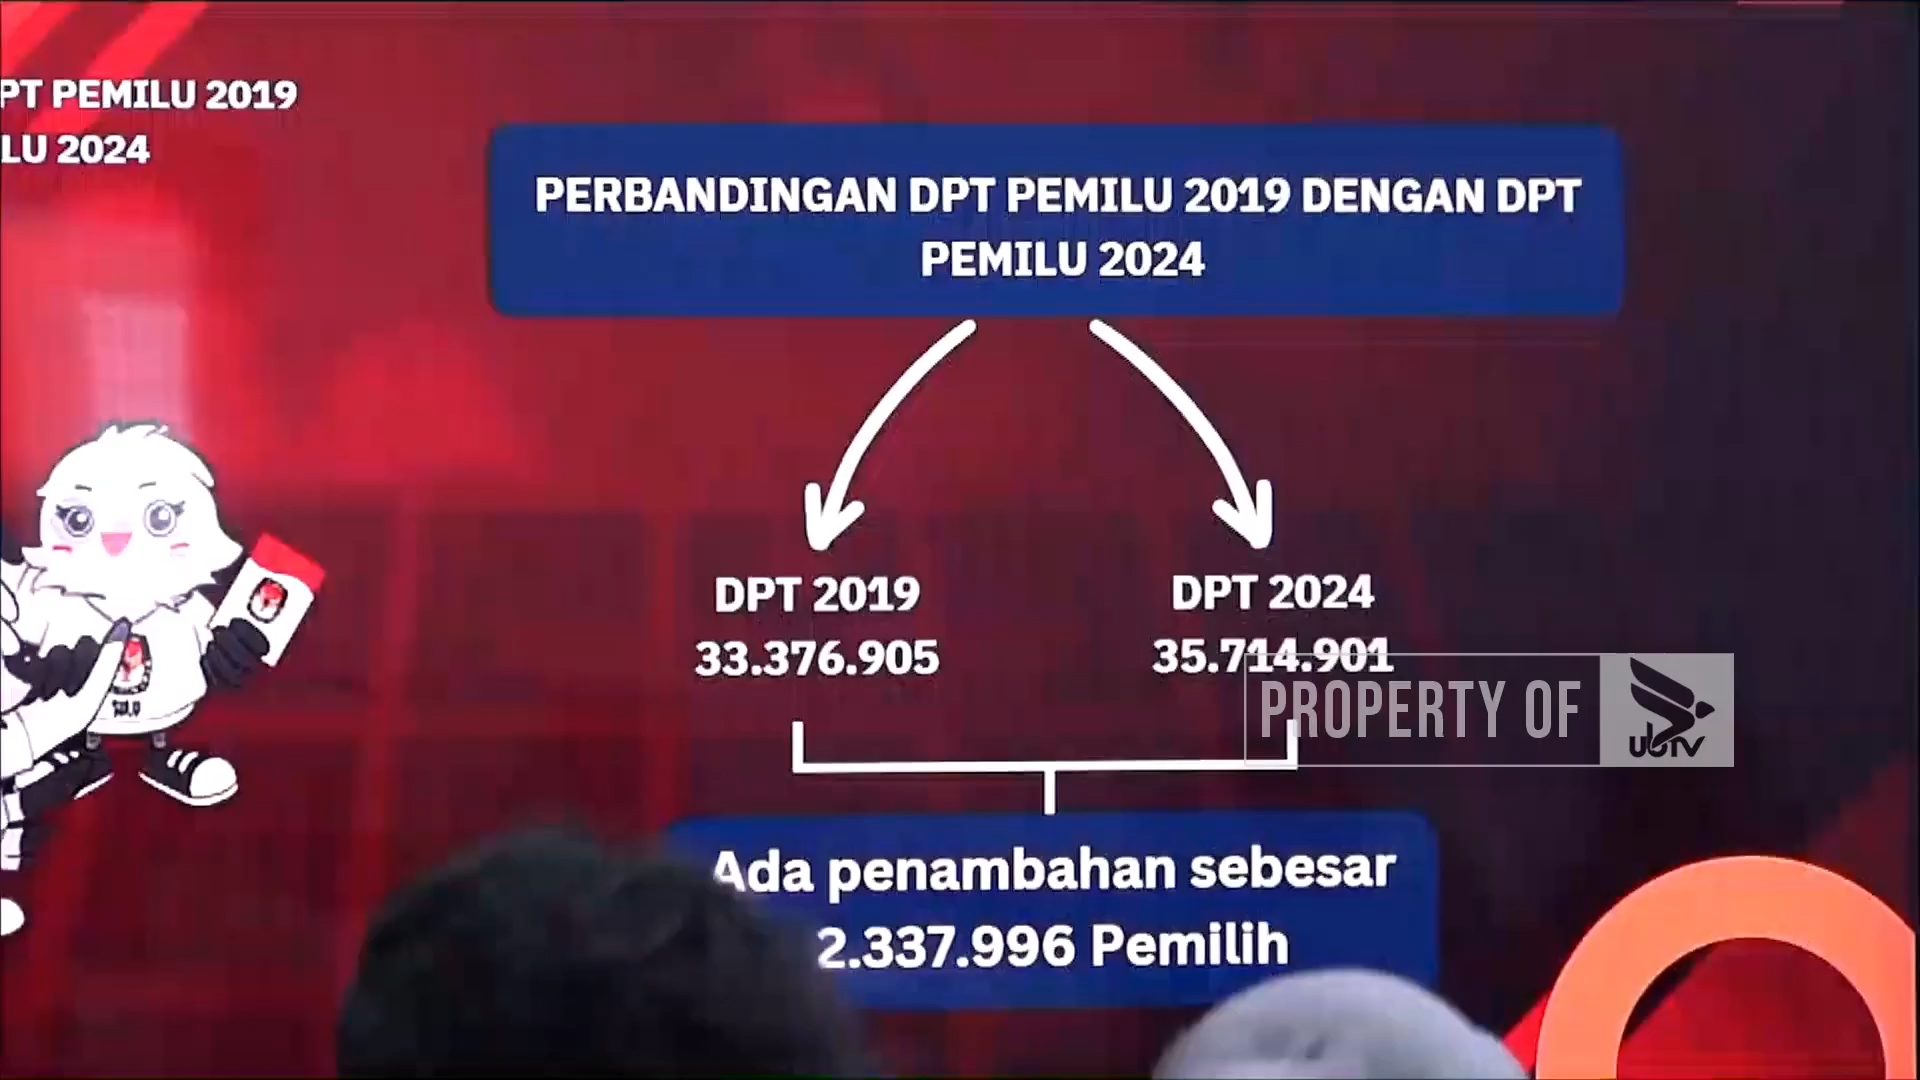 PT PEMILU 2019
LU 2024
PERBANDINGAN DPT PEMILU 2019 DENGAN DPT
PEMILU 2024
DPT 2019
33.376.905
DPT 2024
35.714.901
PROPERTY OF
UBTV
Ada penambahan sebesar
2.337.996 Pemilih